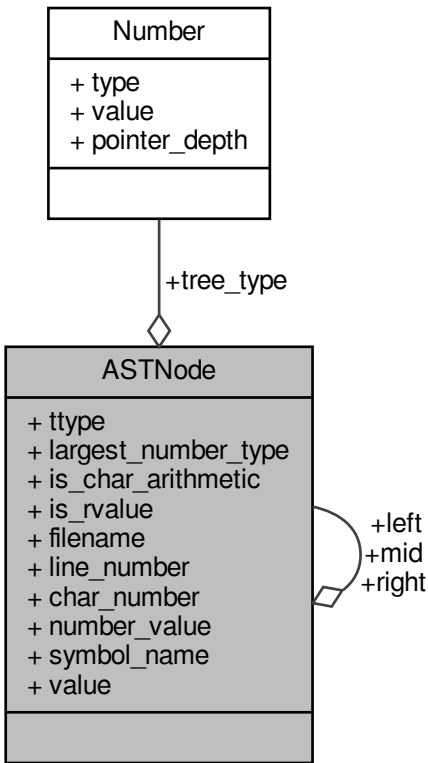 Number
+ type
+ value
+ pointer_depth
+tree_type
ASTNode
+ ttype
+ largest_number_type
+ is_char_arithmetic
+ is_rvalue
+ filename
+ line_number
+ char_number
+ number_value
+ symbol_name
+ value
+left
+mid
+right